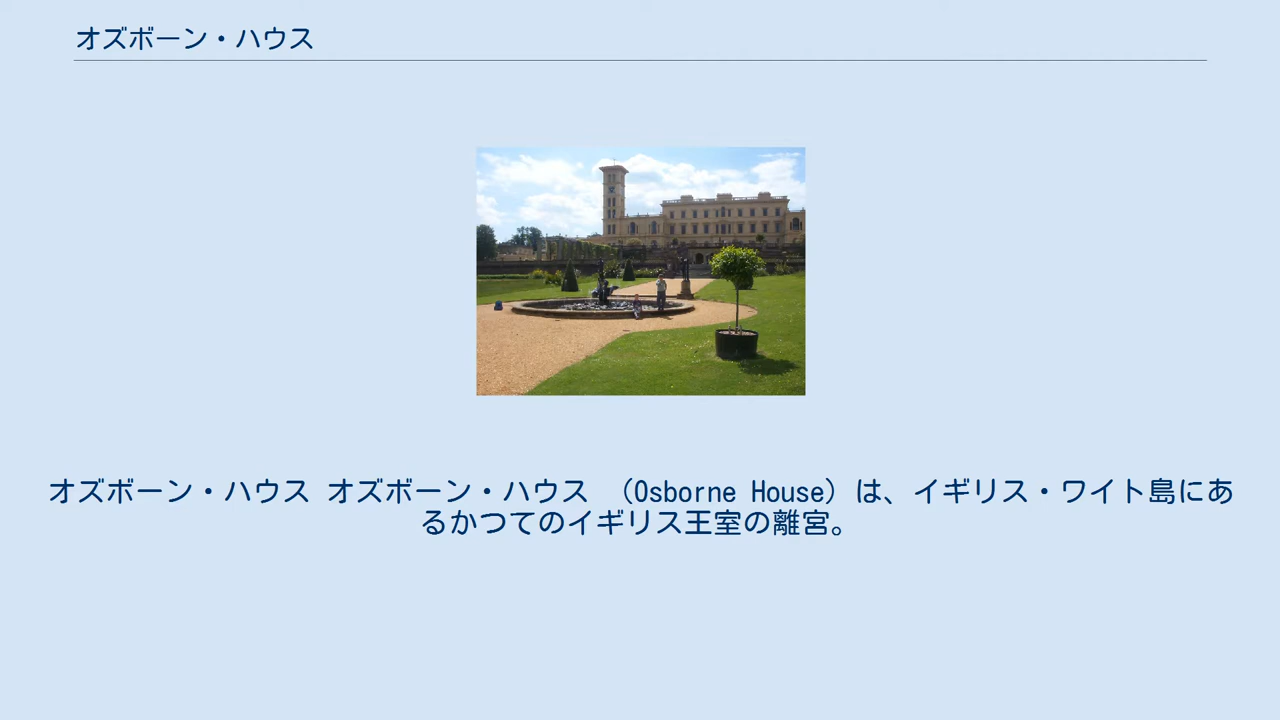 オズボーン・ハウス
オズボーン・ハウス オズボーン・ハウス （Osborne House）は、イギリス・ワイト島にあ
るかつてのイギリス王室の離宮。